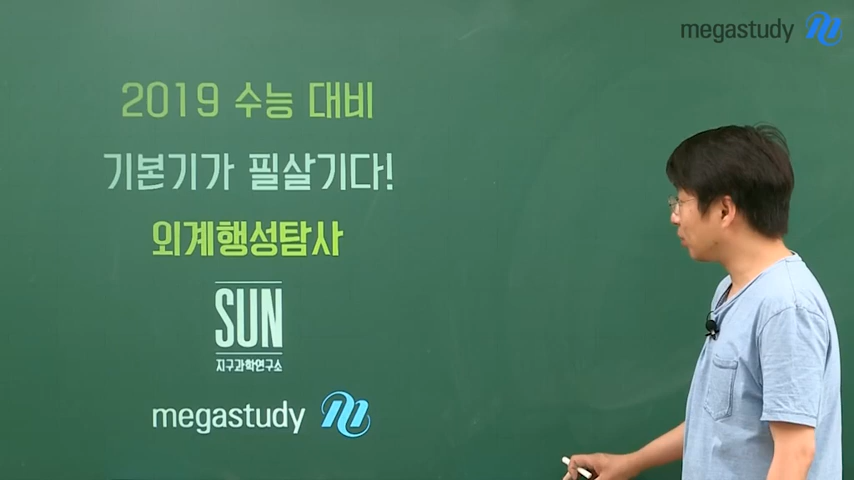 megastudy
2019 수능 대비
기본기가 필살기다!
외계행성탐사
SUN
지구과학연구소
megastudy